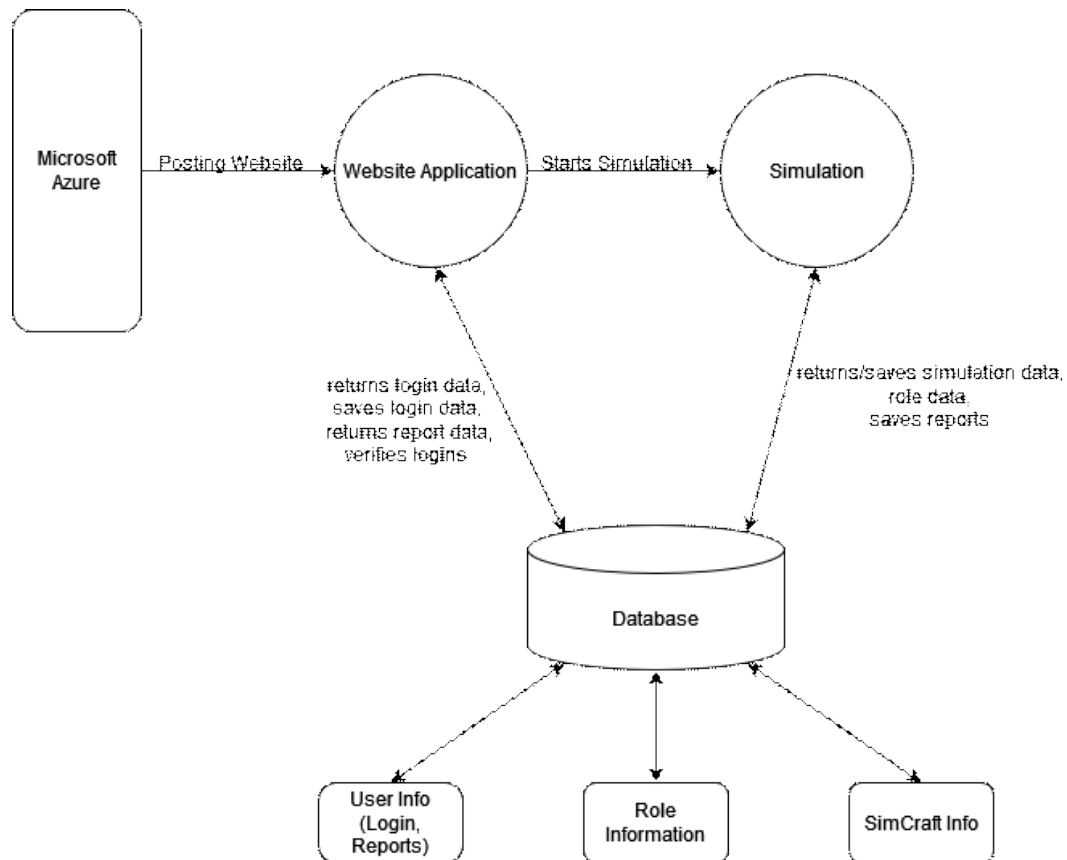 Microsoft
Azure
Posting Website
Website Application
Starts Simulation
Simulation
returns login data,
saves login data,
returns report data,
verifies logins
returns/saves simulation data,
role data,
saves reports
Database
User Info
(Login,
Reports)
Role
Information
SimCraft Info